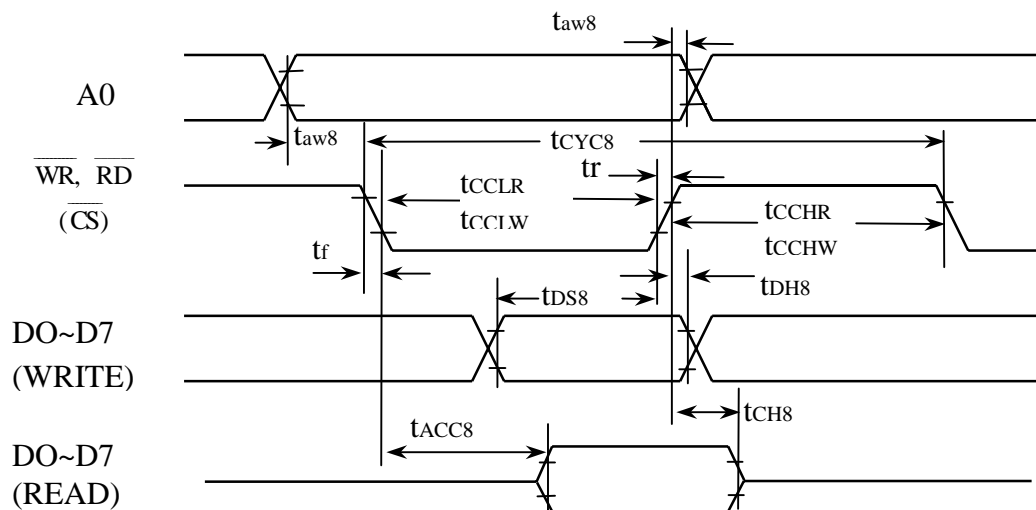 taw8
A0
taw8
tCYC8
WR, RD
(CS)
tr
tCCLR
tCCLW
tCCHR
tCCHW
tf
tDS8
tDH8
DO~D7
(WRITE)
tCH8
tACC8
DO~D7
(READ)